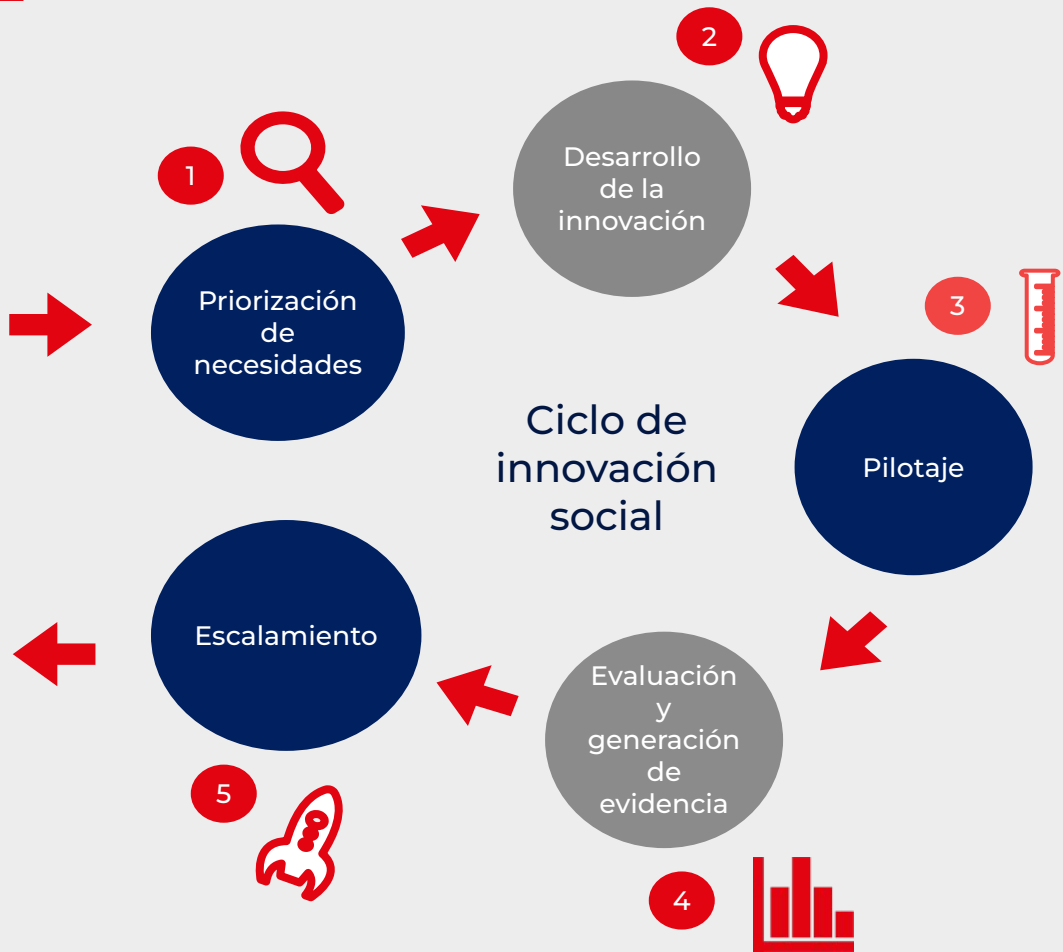 1
Priorización
de
necesidades
2
Desarrollo
de la
innovación
3
Pilotaje
Ciclo de
innovación
social
4
Evaluación
y
generación
de
evidencia
5
Escalamiento